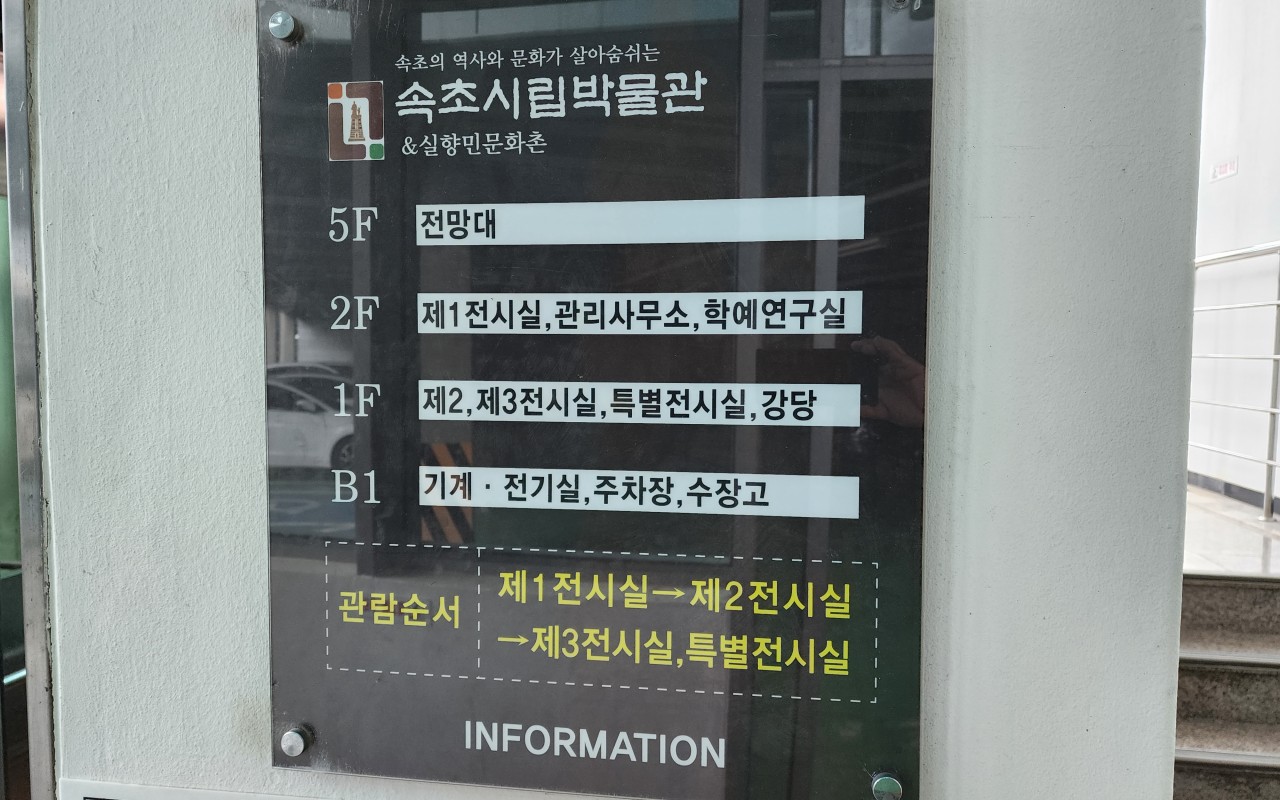 속초의 역사와 문화가 살아숨쉬는
속초시립박물관
&실향민문화촌
5F 전망대
2F 제1전시실,관리사무소,학예연구실
1F 제2,제3전시실,특별전시실,강당
B1 기계·전기실,주차장,수장고
관람순서 제1전시실→제2전시실
→제3전시실,특별전시실
INFORMATION